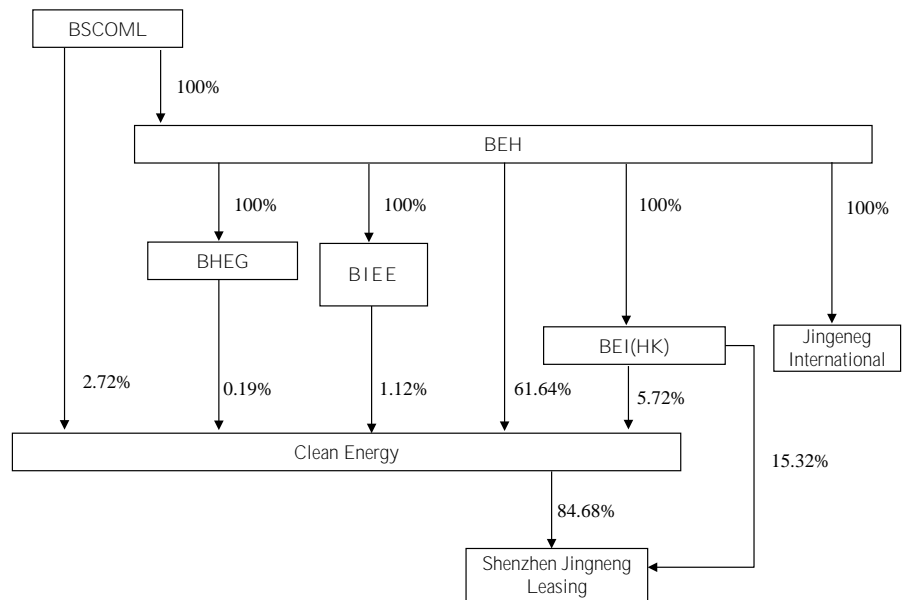 BSCOML
100%
BEH
100%
100%
100%
100%
BHEG
BIEE
BEI(HK)
Jingeneg
International
2.72%
0.19%
1.12%
61.64%
5.72%
Clean Energy
15.32%
84.68%
Shenzhen Jingneng
Leasing